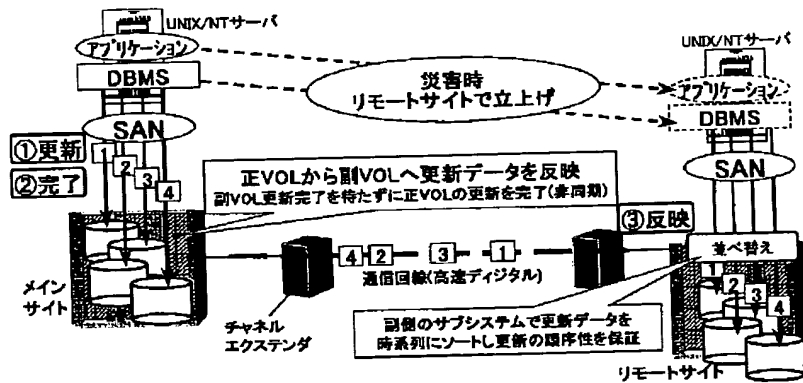 UNIX/NTサーバ
アプリケーション
DBMS
SAN
①更新
②完了
1
2
3
4
災害時
リモートサイトで立上げ
UNIX/NTサーバ
アプリケーション
DBMS
SAN
正VOLから副VOLへ更新データを反映
副VOL更新完了を待たずに正VOLの更新を完了(非同期)
③反映
並べ替え
4 2 3 1
通信回線(高速ディジタル)
メイン
サイト
チャネル
エクステンダ
副側のサブシステムで更新データを
時系列にソートし更新の順序性を保証
1
2
3
4
リモートサイト